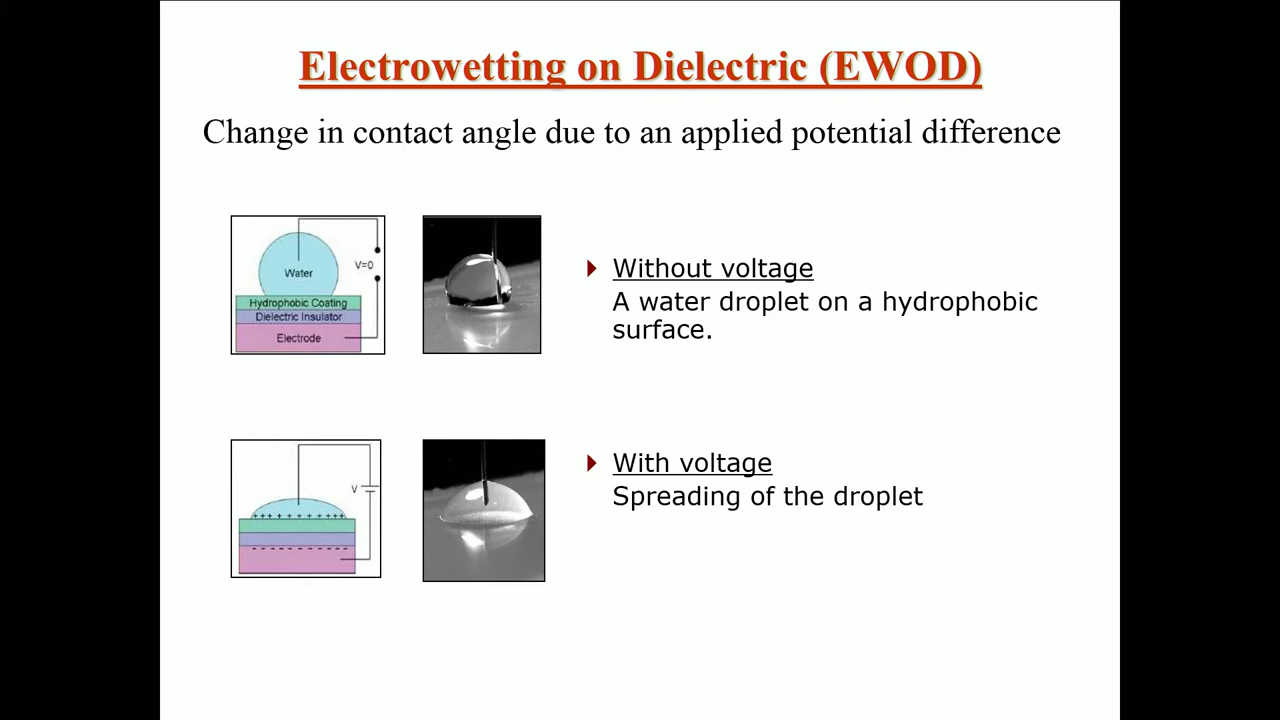 Electrowetting on Dielectric (EWOD)
Change in contact angle due to an applied potential difference
Water
V=0
Hydrophobic Coating
Dielectric Insulator
Electrode
Without voltage
A water droplet on a hydrophobic
surface.
V
+ + + + + + + + + +
- - - - - - - - - -
With voltage
Spreading of the droplet